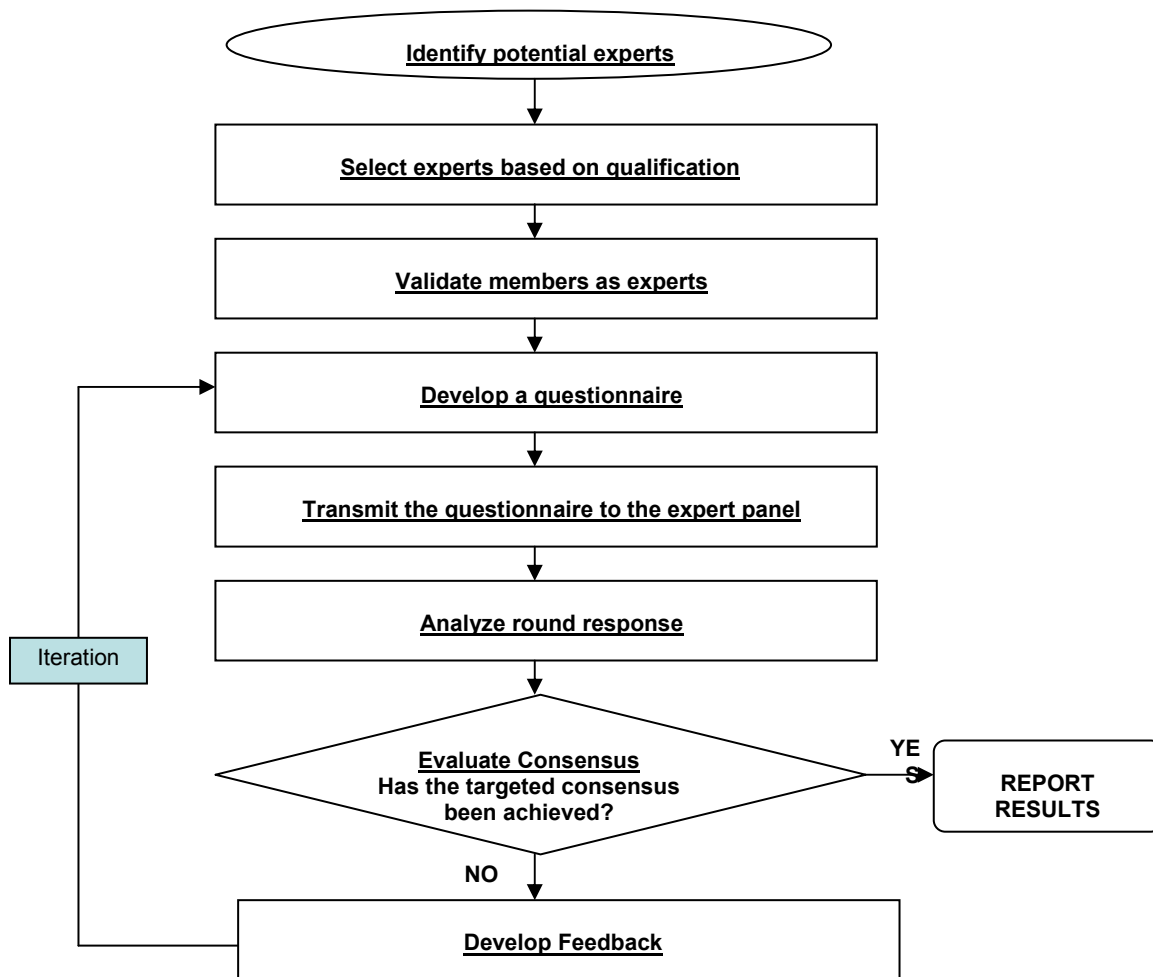 Identify potential experts
Select experts based on qualification
Validate members as experts
Develop a questionnaire
Transmit the questionnaire to the expert panel
Analyze round response
Iteration
Evaluate Consensus
Has the targeted consensus
been achieved?
YE
S
REPORT
RESULTS
NO
Develop Feedback